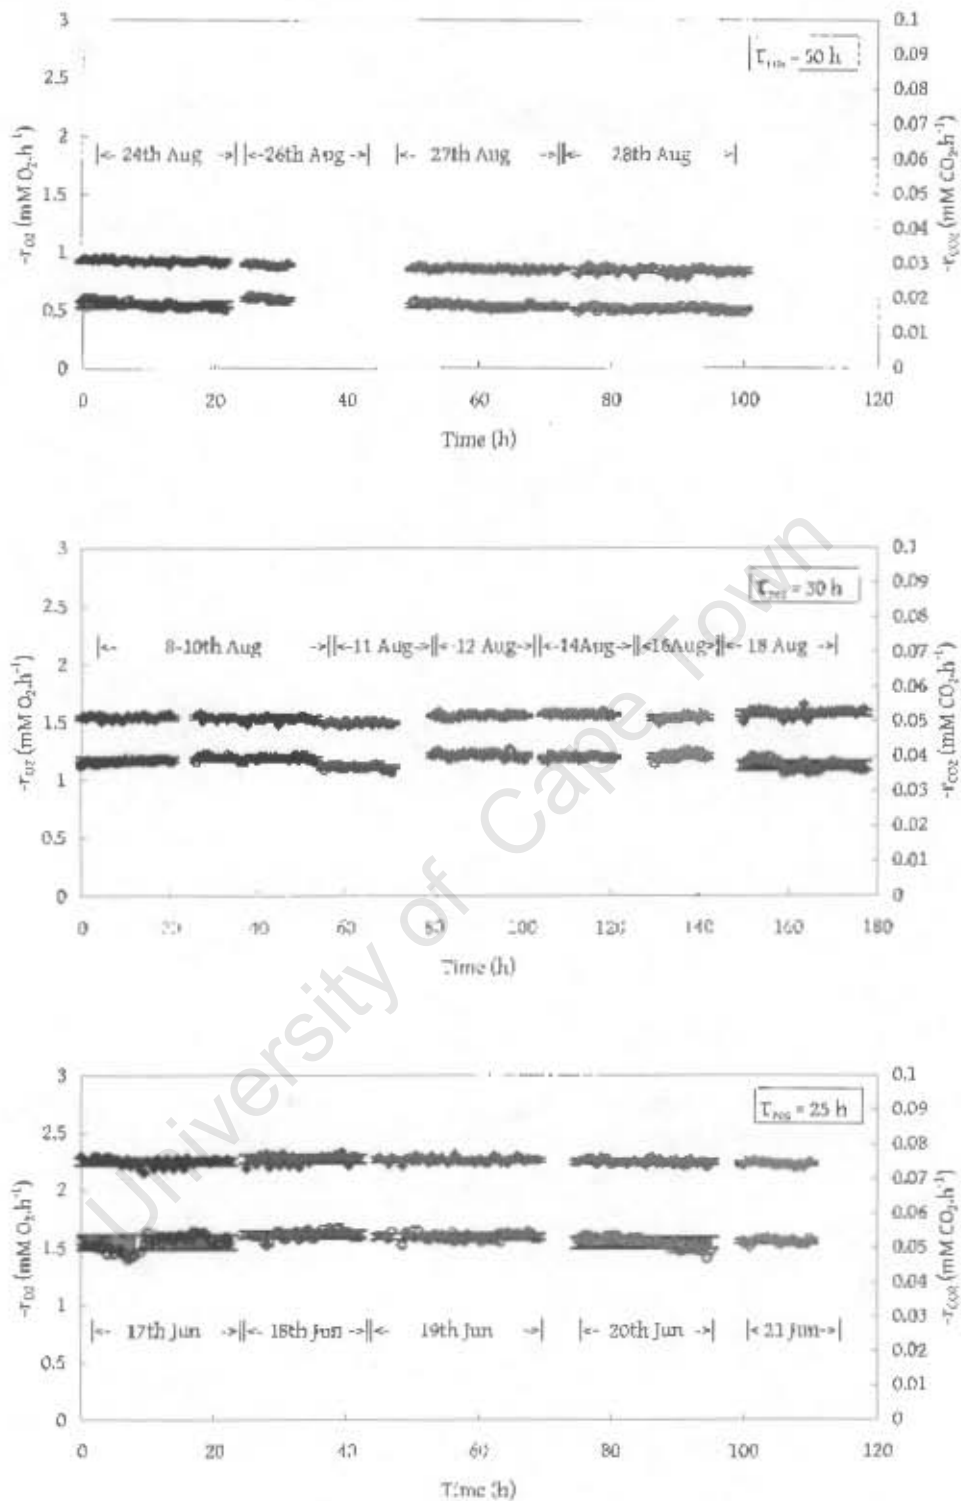 3
2.5
2
1.5
1
0.5
0
0.1
0.09
0.08
0.07
0.06
0.05
0.04
0.03
0.02
0.01
0
-r_O2 (mM O2.h⁻¹)
-r_CO2 (mM CO2.h⁻¹)
= 50 h
|<- 24th Aug ->||<-26th Aug ->| |<- 27th Aug ->||<- 28th Aug ->|
0 20 40 60 80 100 120
Time (h)
3
2.5
2
1.5
1
0.5
0
0.1
0.09
0.08
0.07
0.06
0.05
0.04
0.03
0.02
0.01
0
-r_O2 (mM O2.h⁻¹)
-r_CO2 (mM CO2.h⁻¹)
τres = 30 h
|<- 8-10th Aug ->||<-11 Aug ->||<-12 Aug ->||<-14Aug->||<-16Aug->||<- 18 Aug ->|
0 20 40 60 80 100 120 140 160 180
Time (h)
3
2.5
2
1.5
1
0.5
0
0.1
0.09
0.08
0.07
0.06
0.05
0.04
0.03
0.02
0.01
0
-r_O2 (mM O2.h⁻¹)
-r_CO2 (mM CO2.h⁻¹)
τres = 25 h
|<- 17th Jun ->||<- 18th Jun ->||<- 19th Jun ->| |<- 20th Jun ->| |<-21 Jun->|
0 20 40 60 80 100 120
Time (h)
University of Cape Town